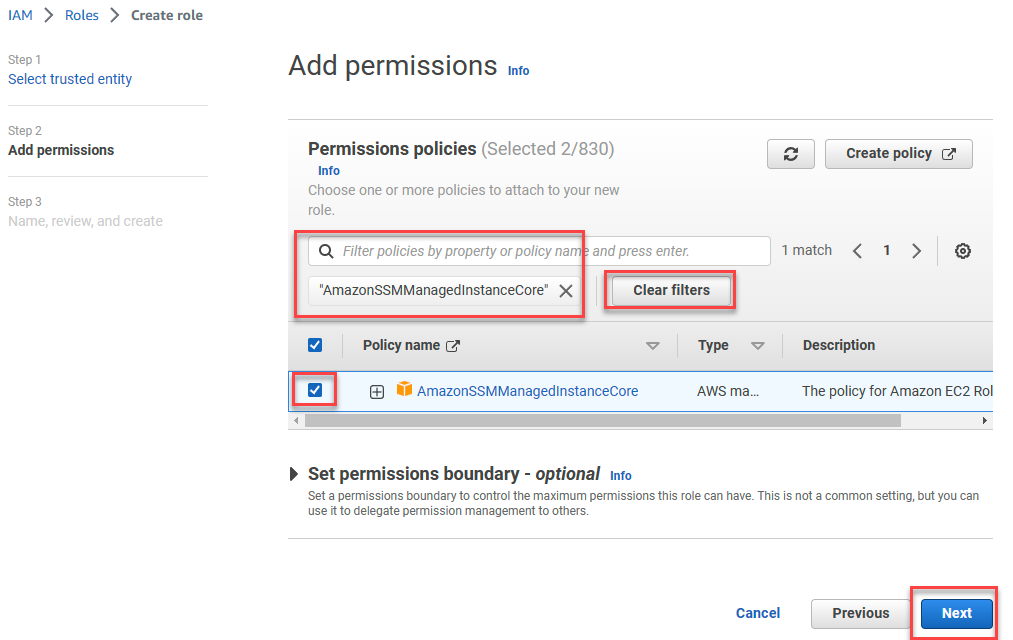 IAM > Roles > Create role
Step 1
Select trusted entity
Step 2
Add permissions
Step 3
Name, review, and create
Add permissions Info
Permissions policies (Selected 2/830)
Info
Create policy
Choose one or more policies to attach to your new
role.
Filter policies by property or policy name and press enter.
1 match
1
"AmazonSSMManagedInstanceCore"
Clear filters
Policy name Type Description
AmazonSSMManagedInstanceCore AWS ma... The policy for Amazon EC2 Rol
Set permissions boundary - optional Info
Set a permissions boundary to control the maximum permissions this role can have. This is not a common setting, but you can
use it to delegate permission management to others.
Cancel Previous Next